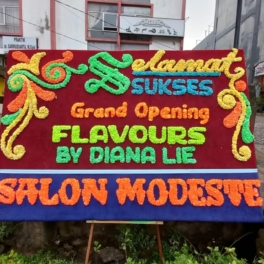 Selamat
SUKSES
Grand Opening
FLAVOURS
BY DIANA LIE
SALON MODESTE